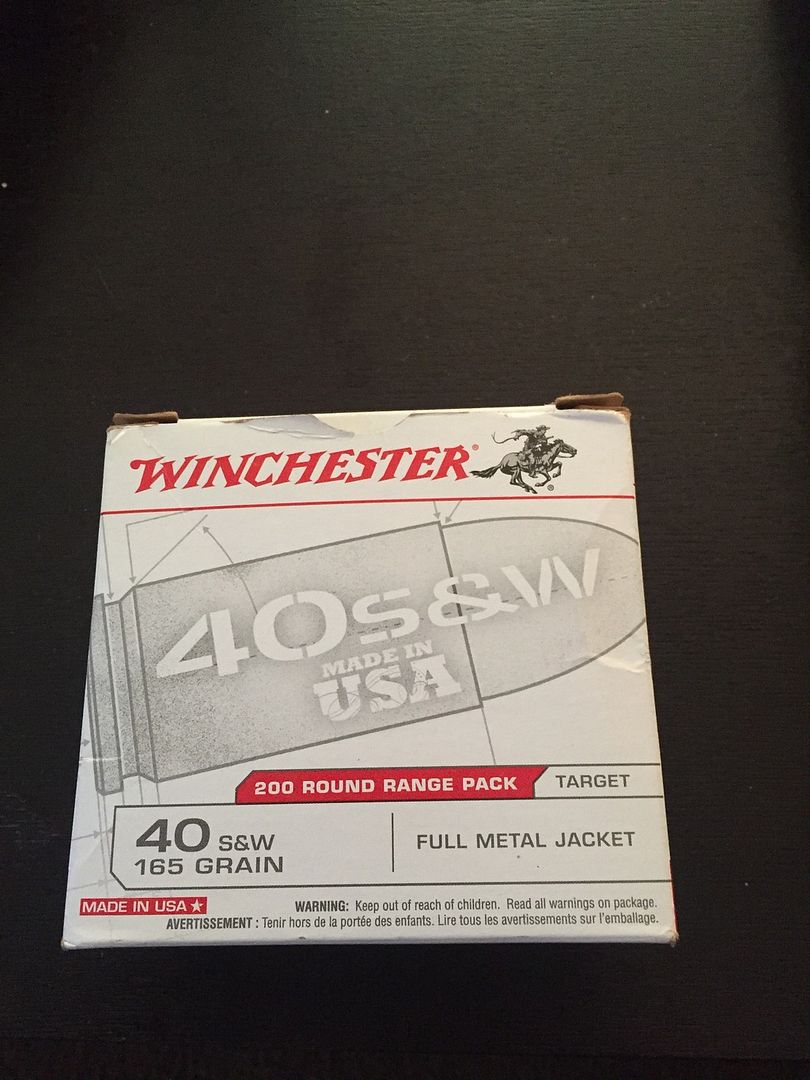 WINCHESTER®
®
40 S&W
MADE IN
USA
200 ROUND RANGE PACK TARGET
40 S&W
165 GRAIN
FULL METAL JACKET
MADE IN USA
WARNING: Keep out of reach of children. Read all warnings on package.
AVERTISSEMENT : Tenir hors de la portée des enfants. Lire tous les avertissements sur l'emballage.